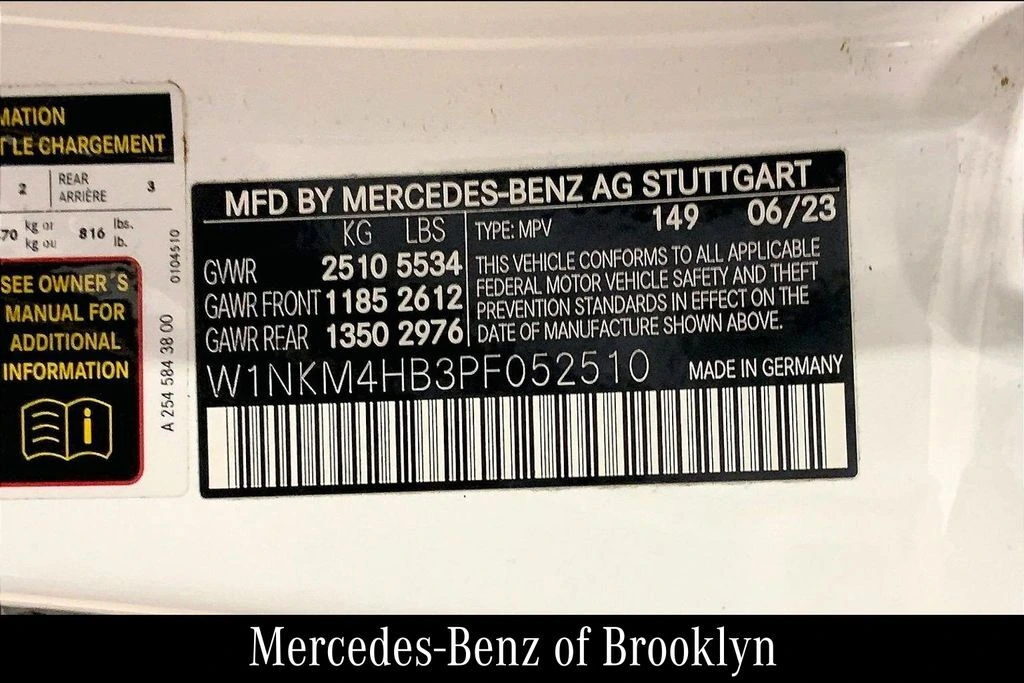 MATION
T LE CHARGEMENT
2 REAR 3
ARRIÈRE
70 kg or 816 lbs.
kg ou lb.
SEE OWNER´S
MANUAL FOR
ADDITIONAL
INFORMATION
i
0104510
A 254 584 38 00
MFD BY MERCEDES-BENZ AG STUTTGART
149 06/23
KG LBS
GVWR 2510 5534
GAWR FRONT 1185 2612
GAWR REAR 1350 2976
TYPE: MPV
THIS VEHICLE CONFORMS TO ALL APPLICABLE
FEDERAL MOTOR VEHICLE SAFETY AND THEFT
PREVENTION STANDARDS IN EFFECT ON THE
DATE OF MANUFACTURE SHOWN ABOVE.
W1NKM4HB3PF052510 MADE IN GERMANY
Mercedes-Benz of Brooklyn